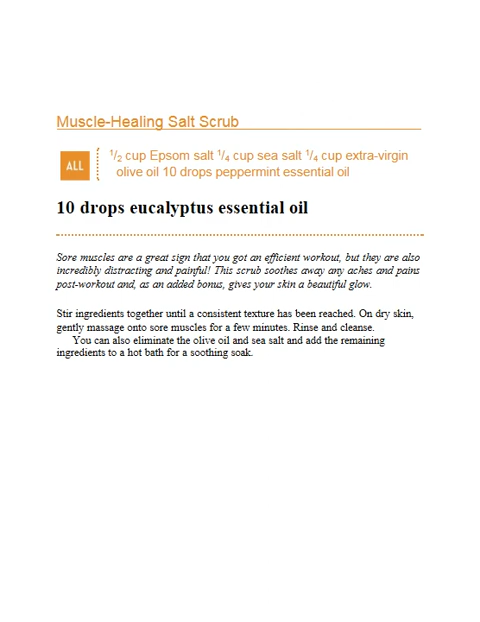 Muscle-Healing Salt Scrub
ALL
1/2 cup Epsom salt 1/4 cup sea salt 1/4 cup extra-virgin
olive oil 10 drops peppermint essential oil
10 drops eucalyptus essential oil
Sore muscles are a great sign that you got an efficient workout, but they are also
incredibly distracting and painful! This scrub soothes away any aches and pains
post-workout and, as an added bonus, gives your skin a beautiful glow.
Stir ingredients together until a consistent texture has been reached. On dry skin,
gently massage onto sore muscles for a few minutes. Rinse and cleanse.
You can also eliminate the olive oil and sea salt and add the remaining
ingredients to a hot bath for a soothing soak.